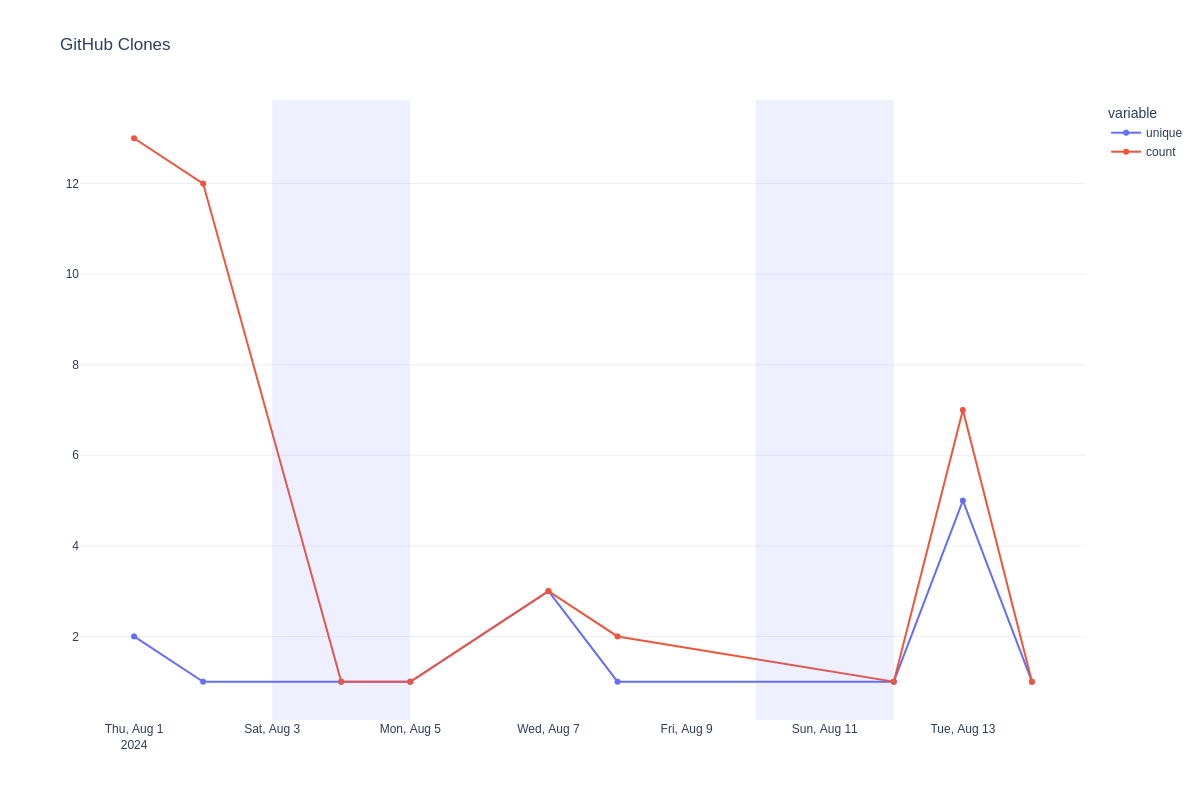 GitHub Clones
variable
unique
count
12
10
8
6
4
2
Thu, Aug 1
2024
Sat, Aug 3
Mon, Aug 5
Wed, Aug 7
Fri, Aug 9
Sun, Aug 11
Tue, Aug 13